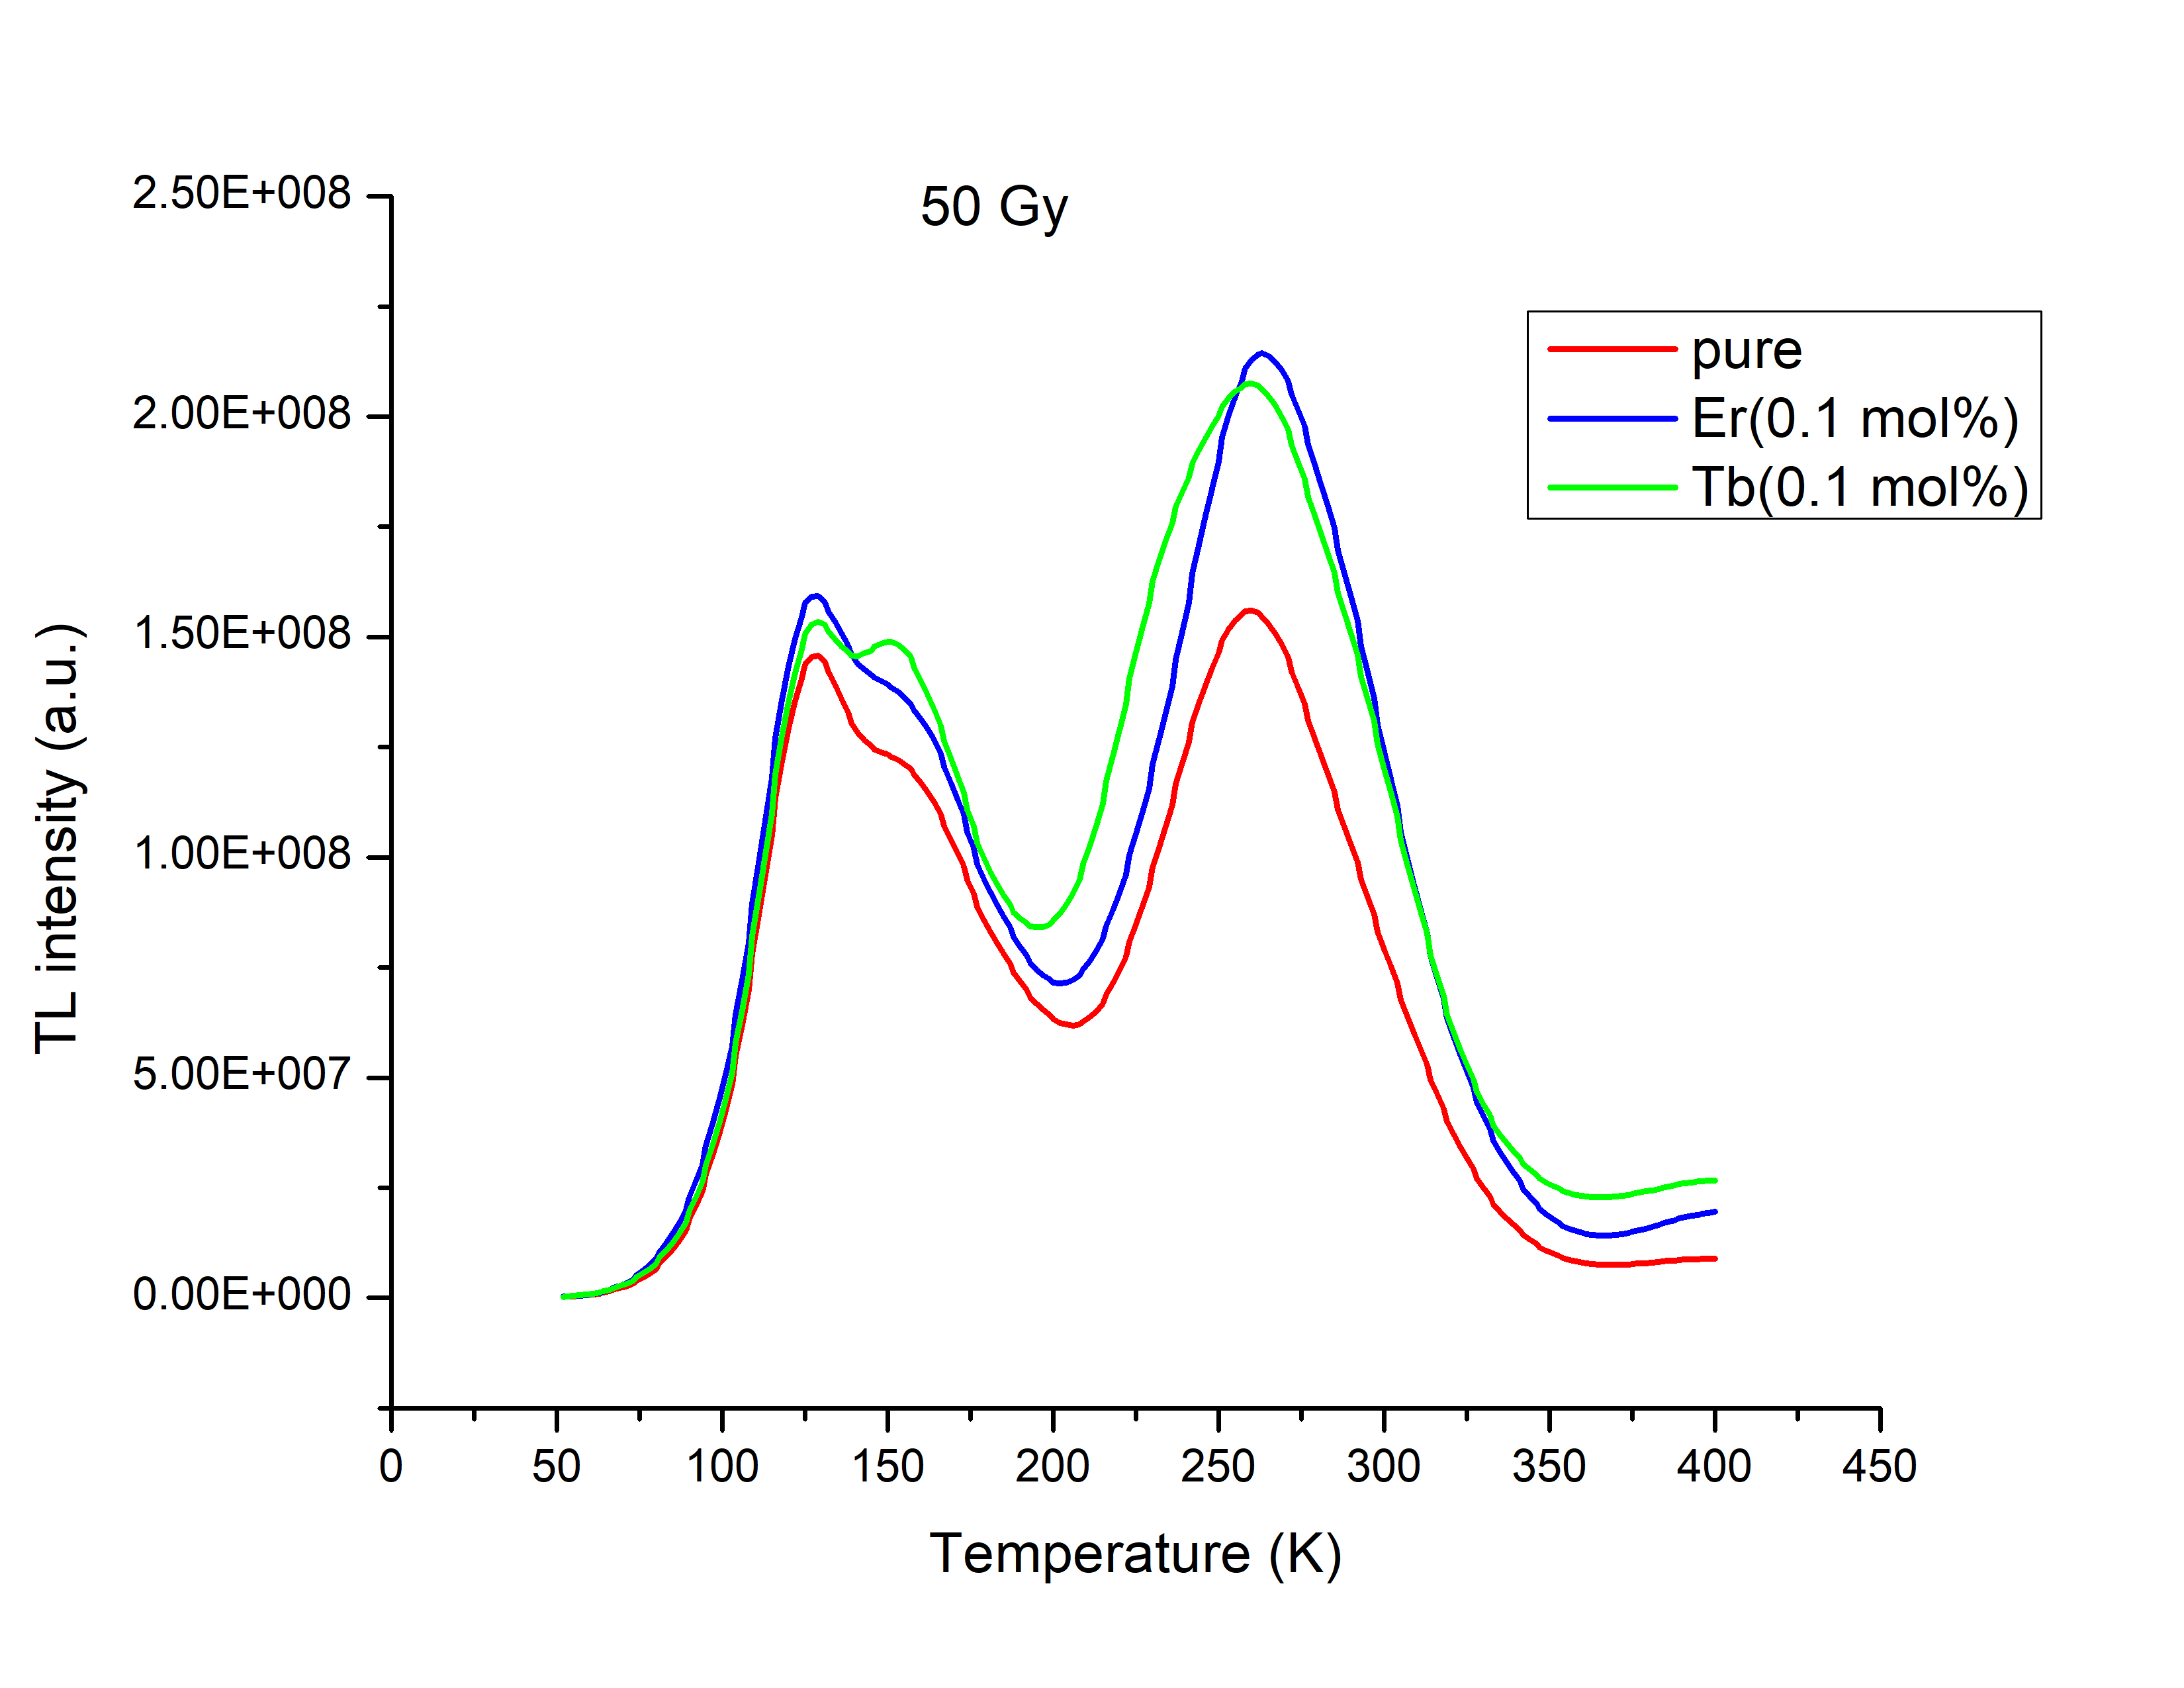 50 Gy
2.50E+008
2.00E+008
1.50E+008
1.00E+008
5.00E+007
0.00E+000
TL intensity (a.u.)
pure
Er(0.1 mol%)
Tb(0.1 mol%)
0 50 100 150 200 250 300 350 400 450
Temperature (K)